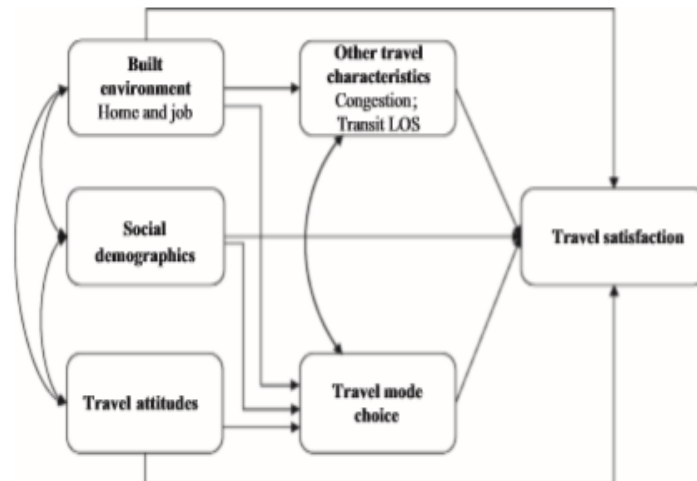 Built
environment
Home and job
Other travel
characteristics
Congestion;
Transit LOS
Social
demographics
Travel satisfaction
Travel attitudes
Travel mode
choice